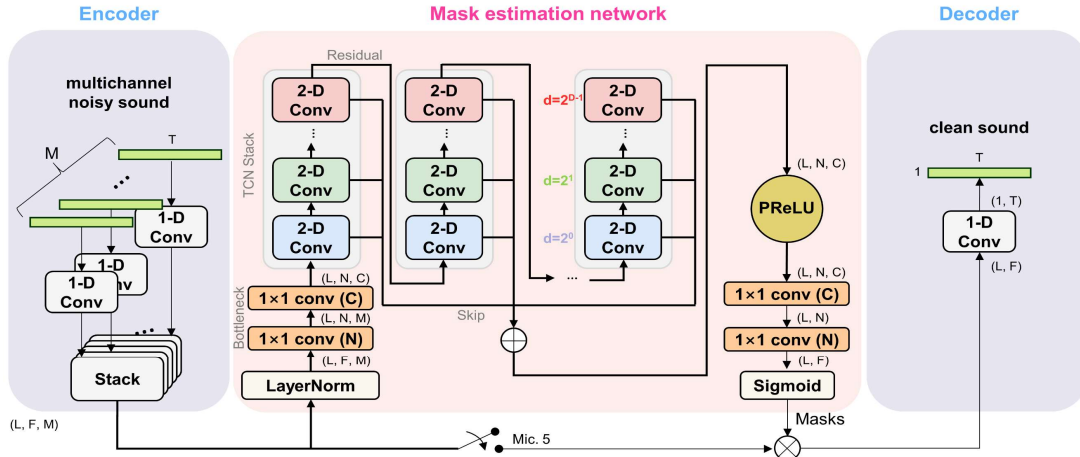 Encoder
Mask estimation network
Decoder
multichannel
noisy sound
M
T
1-D
Conv
1-D
Conv
1-D
Conv
Stack
(L, F, M)
Residual
TCN Stack
2-D
Conv
...
2-D
Conv
2-D
Conv
2-D
Conv
...
2-D
Conv
2-D
Conv
d=2^D-1
d=2^1
d=2^0
2-D
Conv
...
2-D
Conv
2-D
Conv
...
(L, N, C)
Bottleneck
1×1 conv (C)
(L, N, M)
1×1 conv (N)
(L, F, M)
LayerNorm
Skip
(L, N, C)
PReLU
(L, N, C)
1×1 conv (C)
(L, N)
1×1 conv (N)
(L, F)
Sigmoid
Masks
Mic. 5
clean sound
T
1
(1, T)
1-D
Conv
(L, F)